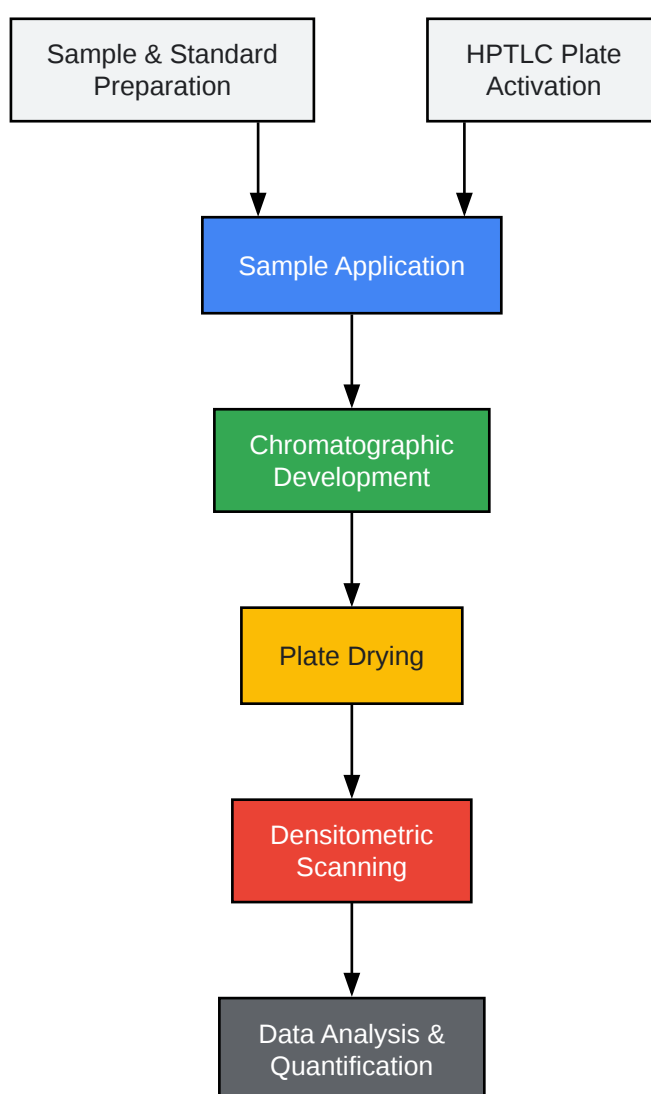 Sample & Standard
Preparation
HPTLC Plate
Activation
Sample Application
Chromatographic
Development
Plate Drying
Densitometric
Scanning
Data Analysis &
Quantification